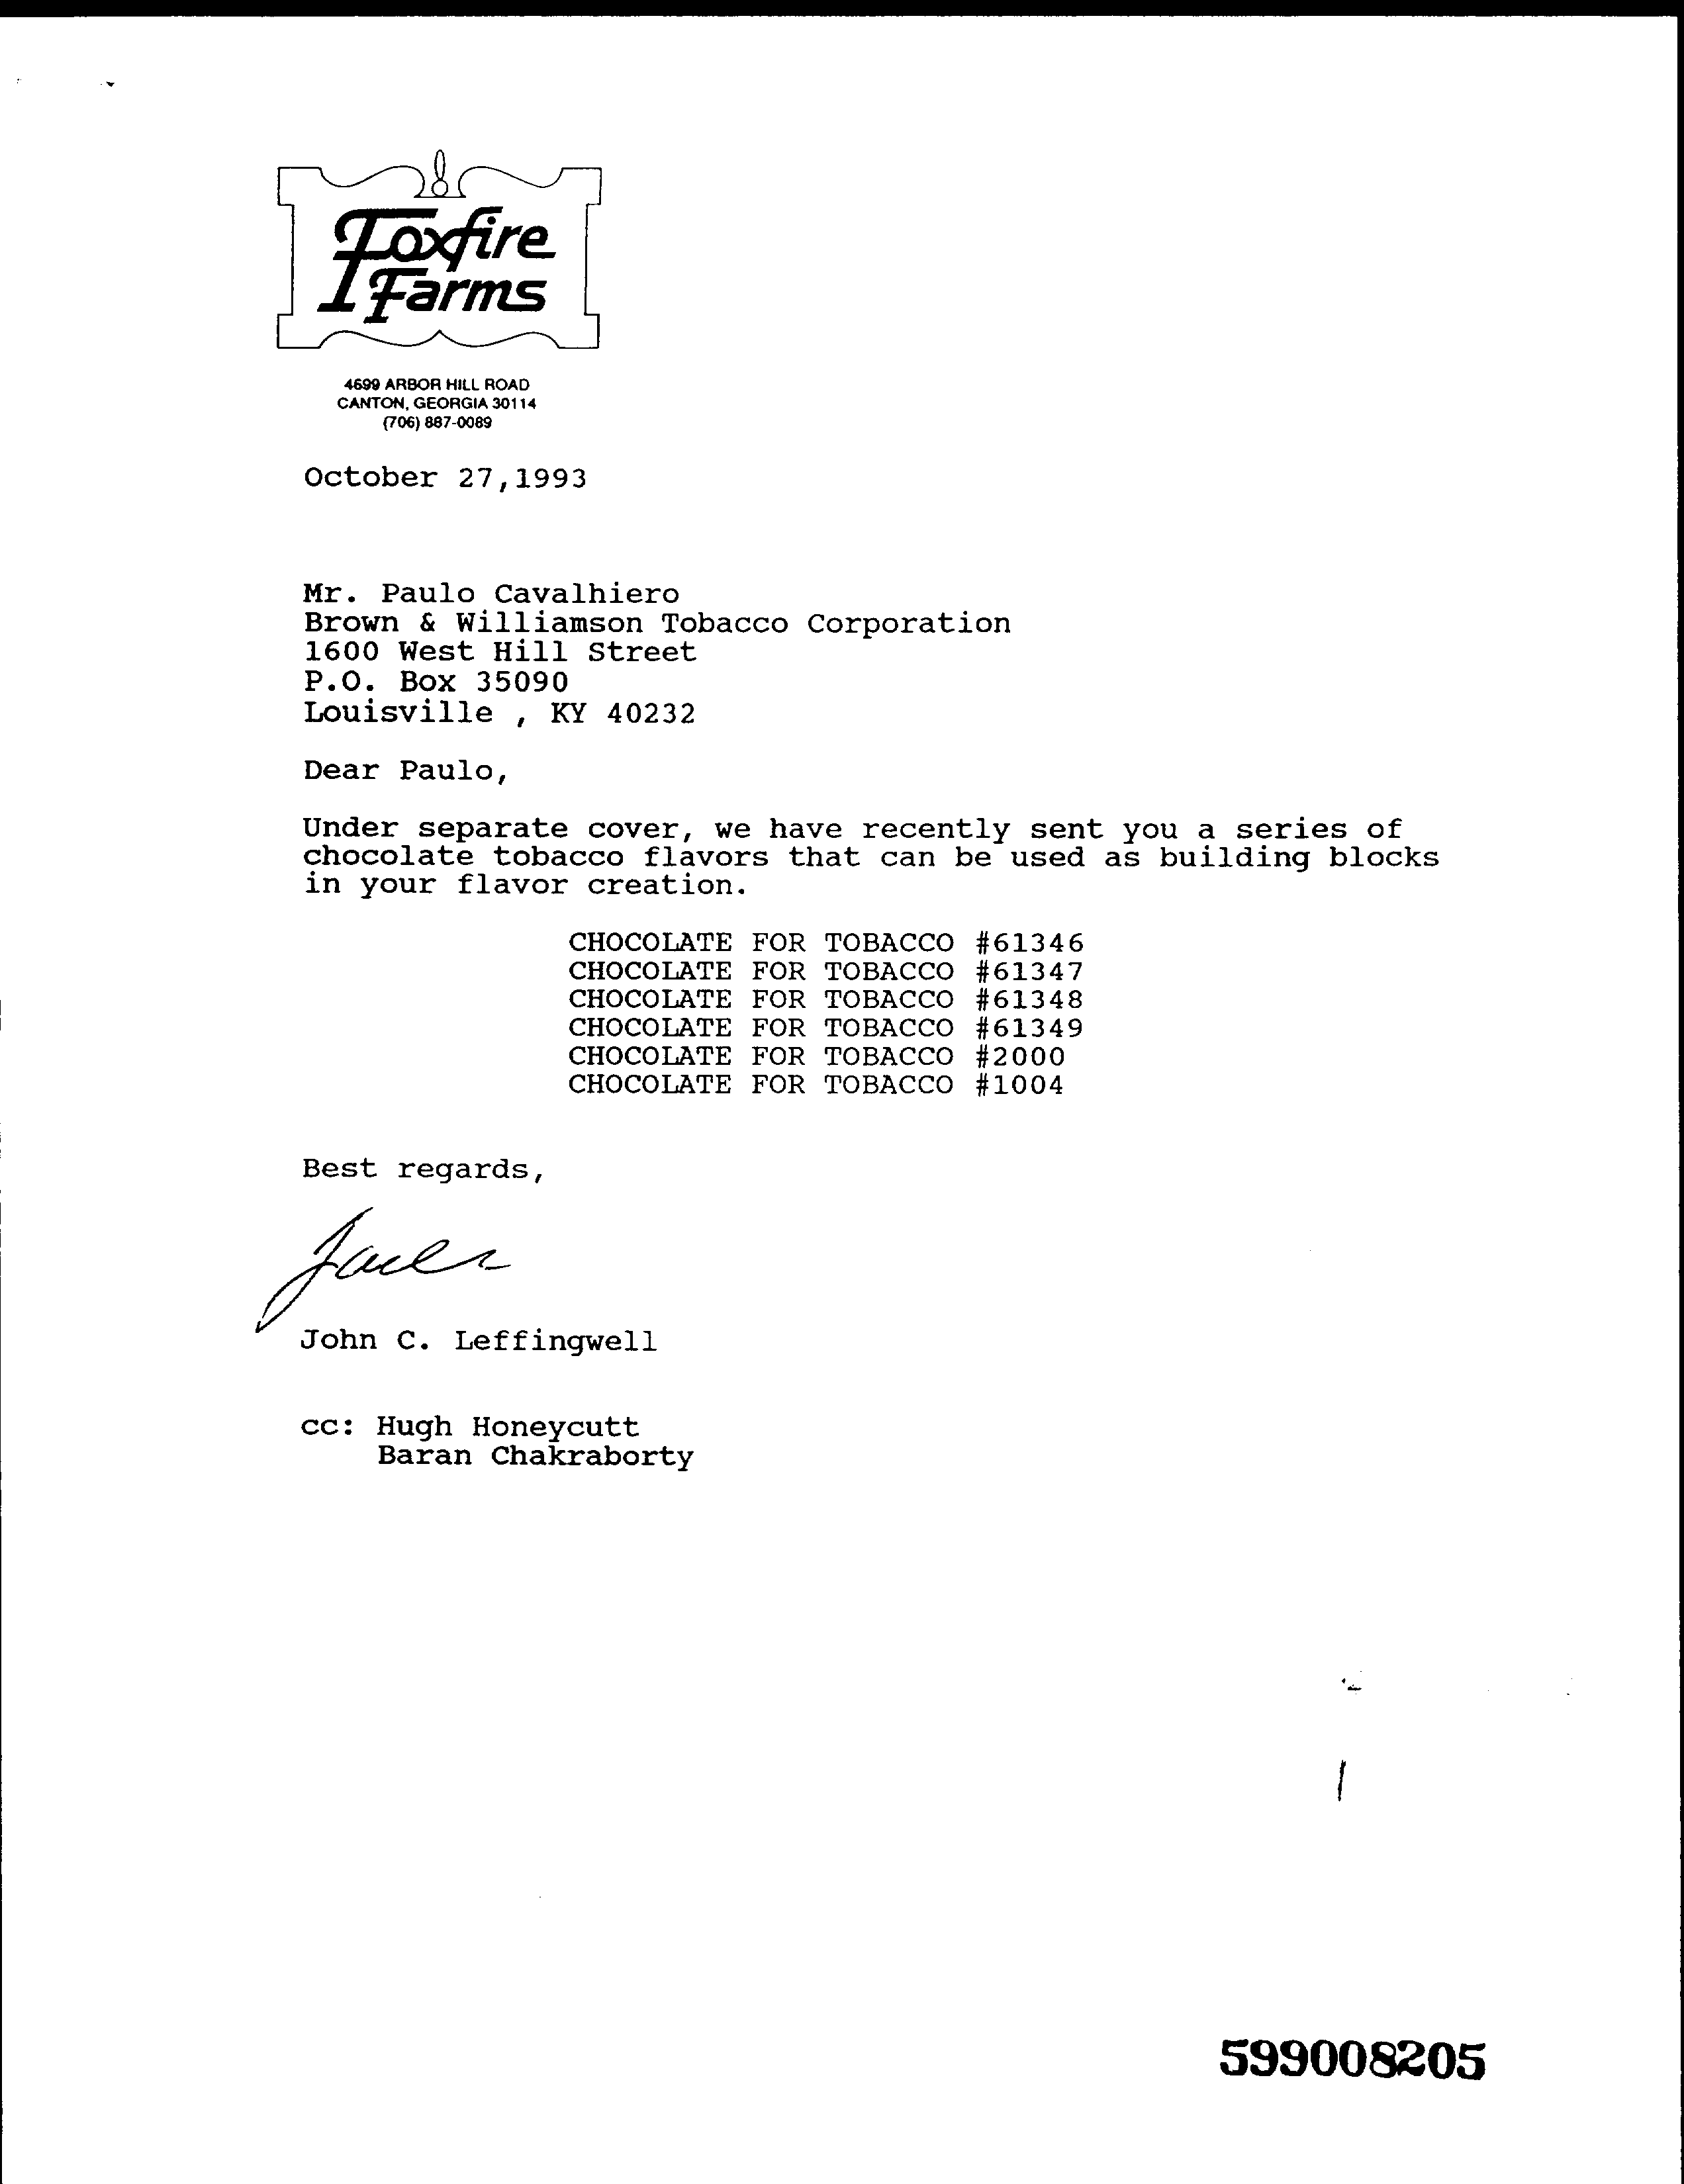 Foxfire
Farms
4699 ARBOR HILL ROAD
CANTON, GEORGIA 30114
(706) 887-0089
October 27,1993
Mr. Paulo Cavalhiero
Brown & Williamson Tobacco Corporation
1600 West Hill Street
P.O. Box 35090
Louisville , KY 40232
Dear Paulo,
Under separate cover, we have recently sent you a series of
chocolate tobacco flavors that can be used as building blocks
in your flavor creation.
CHOCOLATE FOR TOBACCO #61346
CHOCOLATE FOR TOBACCO #61347
CHOCOLATE FOR TOBACCO #61348
CHOCOLATE FOR TOBACCO #61349
CHOCOLATE FOR TOBACCO #2000
CHOCOLATE FOR TOBACCO #1004
Best regards,
John C. Leffingwell
cc: Hugh Honeycutt
Baran Chakraborty
599008205